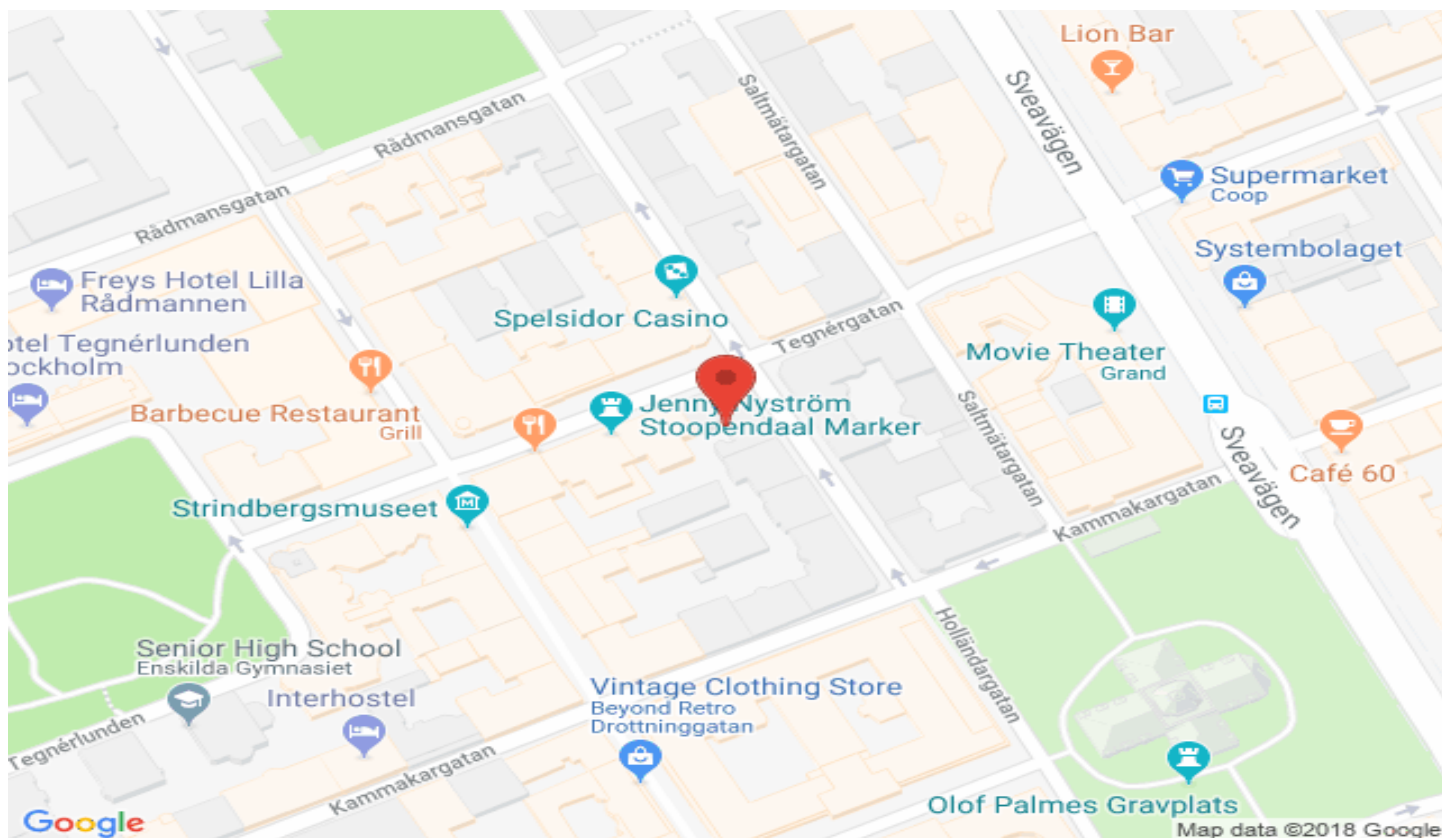 Lion Bar
Rådmansgatan
Saltmätargatan
Sveavägen
Supermarket
Coop
Rådmansgatan
Systembolaget
Freys Hotel Lilla
Rådmannen
Spelsidor Casino
Tegnérgatan
otel Tegnérlunden
ockholm
Movie Theater
Grand
Barbecue Restaurant
Grill
Jenny Nyström
Stoopendaal Marker
Saltmätargatan
Sveavägen
Café 60
Strindbergsmuseet
Kammakargatan
Senior High School
Enskilda Gymnasiet
Holländargatan
Interhostel
Vintage Clothing Store
Beyond Retro
Drottninggatan
Tegnérlunden
Kammakargatan
Olof Palmes Gravplats
Google
Map data ©2018 Google